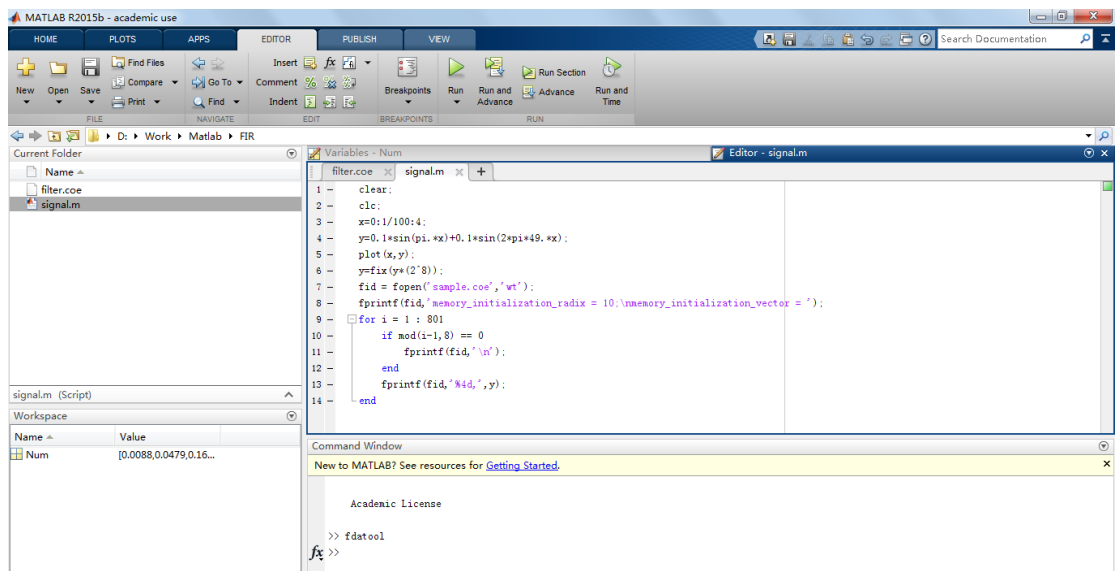 MATLAB R2015b - academic use
HOME PLOTS APPS EDITOR PUBLISH VIEW Search Documentation
New Open Save Find Files Compare Print
FILE
Go To Find
NAVIGATE
Insert fx
Comment
Indent
EDIT
Breakpoints
BREAKPOINTS
Run Run and Advance Run Section Advance Run and Time
RUN
D: Work Matlab FIR
Current Folder
Name
filter.coe
signal.m
signal.m (Script)
Workspace
Name Value
Num [0.0088,0.0479,0.16...
Variables - Num Editor - signal.m
filter.coe signal.m +
1 - clear;
2 - clc;
3 - x=0:1/100:4;
4 - y=0.1*sin(pi.*x)+0.1*sin(2*pi*49.*x);
5 - plot(x,y);
6 - y=fix(y*(2^8));
7 - fid = fopen('sample.coe','wt');
8 - fprintf(fid,'memory_initialization_radix = 10;\nmemory_initialization_vector = ');
9 - for i = 1 : 801
10 - if mod(i-1,8) == 0
11 - fprintf(fid,'\n');
12 - end
13 - fprintf(fid,'%4d,',y);
14 - end
Command Window
New to MATLAB? See resources for Getting Started.
Academic License
>> fdatool
fx >>